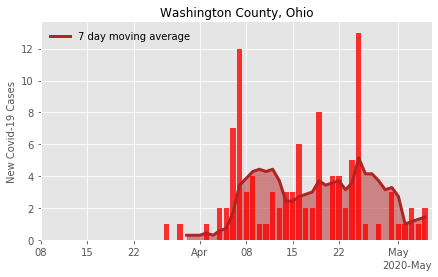 Washington County, Ohio
7 day moving average
New Covid-19 Cases
12
10
8
6
4
2
0
08
15
22
Apr
08
15
22
May
2020-May